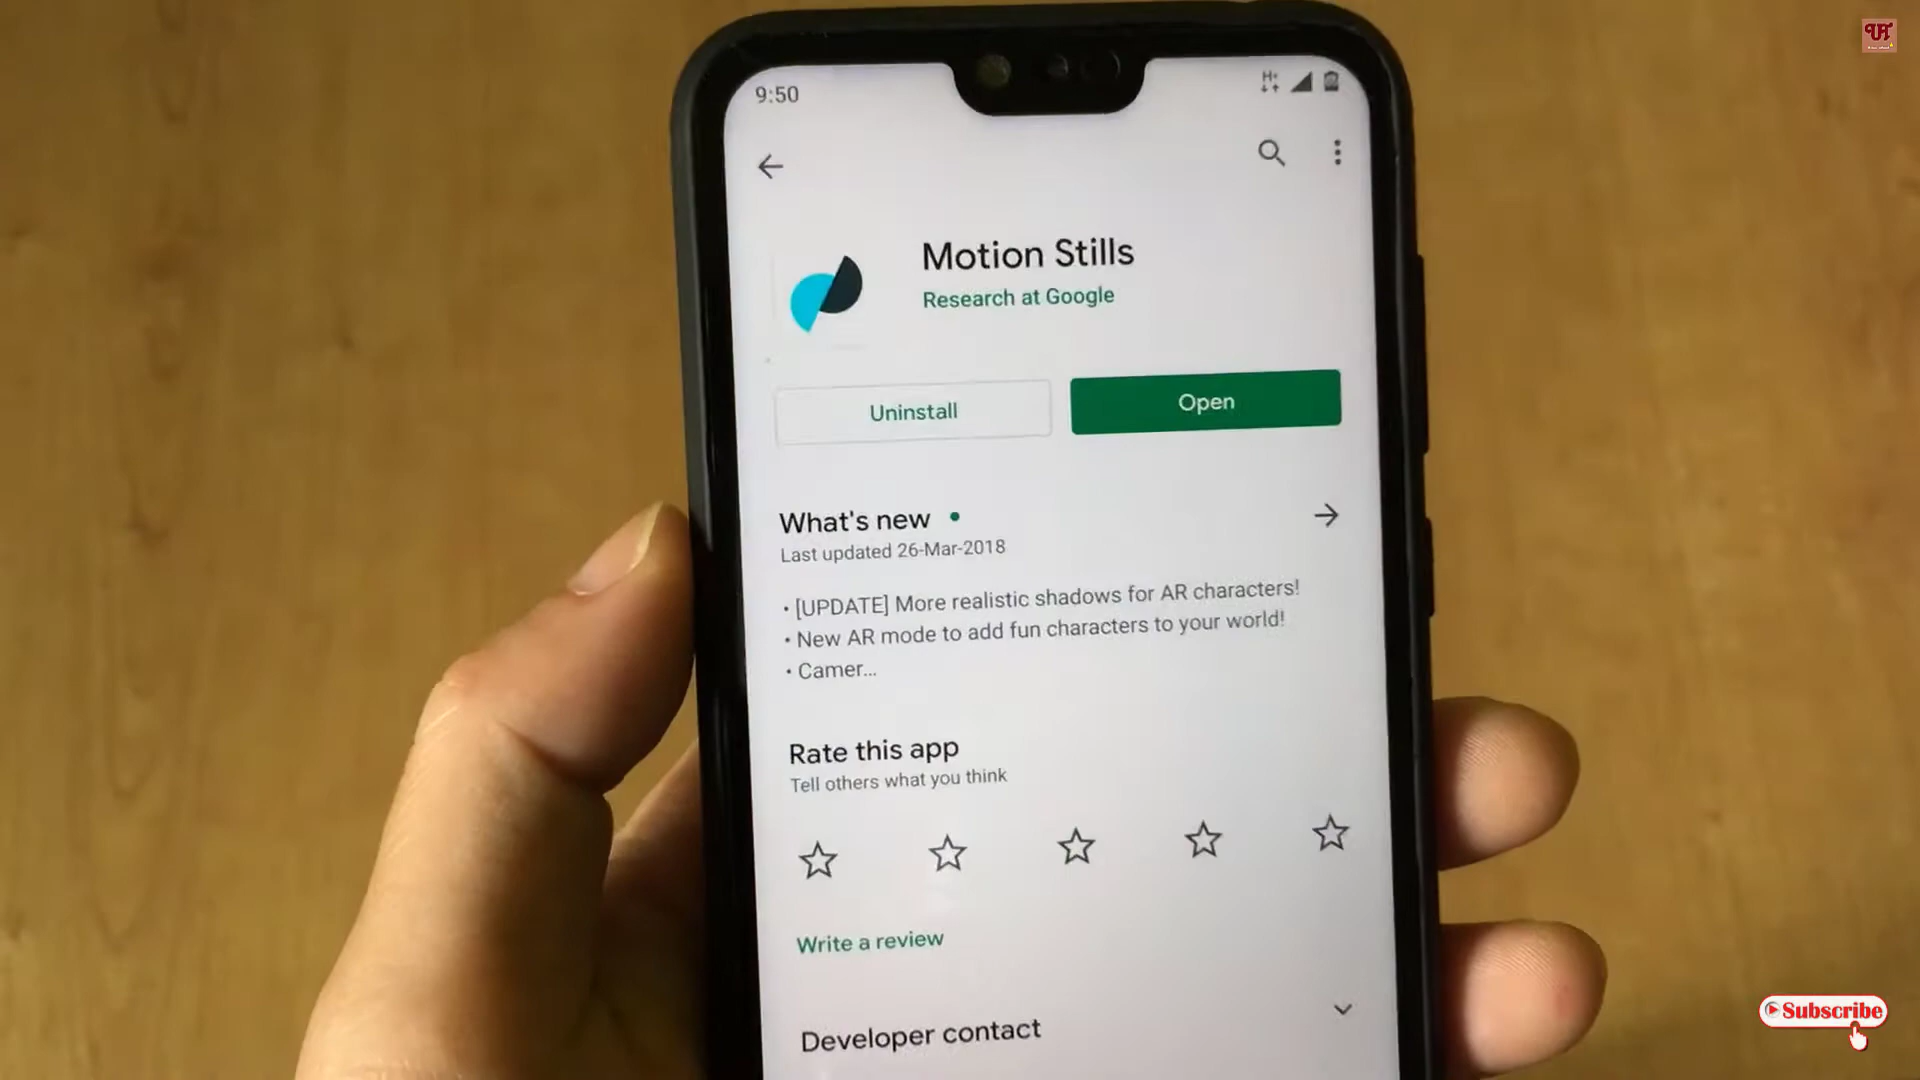 9:50
H+
Motion Stills
Research at Google
Uninstall
Open
What's new •
Last updated 26-Mar-2018
• [UPDATE] More realistic shadows for AR characters!
• New AR mode to add fun characters to your world!
• Camer...
Rate this app
Tell others what you think
Write a review
Developer contact
Subscribe